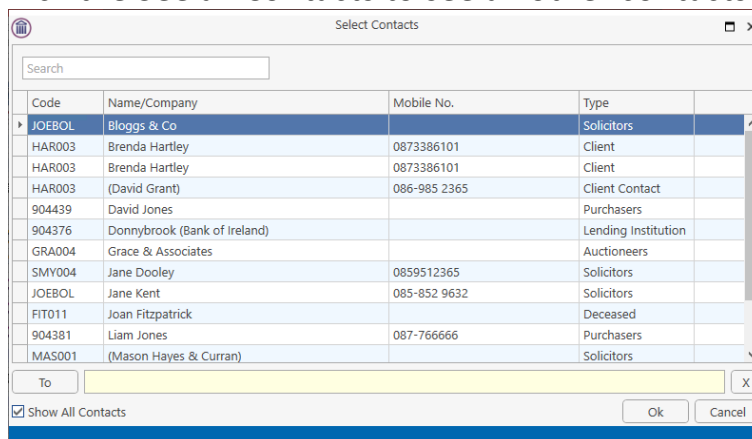 Select Contacts
Search
Code Name/Company Mobile No. Type
JOEBOL Bloggs & Co Solicitors
HAR003 Brenda Hartley 0873386101 Client
HAR003 Brenda Hartley 0873386101 Client
HAR003 (David Grant) 086-985 2365 Client Contact
904439 David Jones Purchasers
904376 Donnybrook (Bank of Ireland) Lending Institution
GRA004 Grace & Associates Auctioneers
SMY004 Jane Dooley 0859512365 Solicitors
JOEBOL Jane Kent 085-852 9632 Solicitors
FIT011 Joan Fitzpatrick Deceased
904381 Liam Jones 087-766666 Purchasers
MAS001 (Mason Hayes & Curran) Solicitors
To X
Show All Contacts Ok Cancel